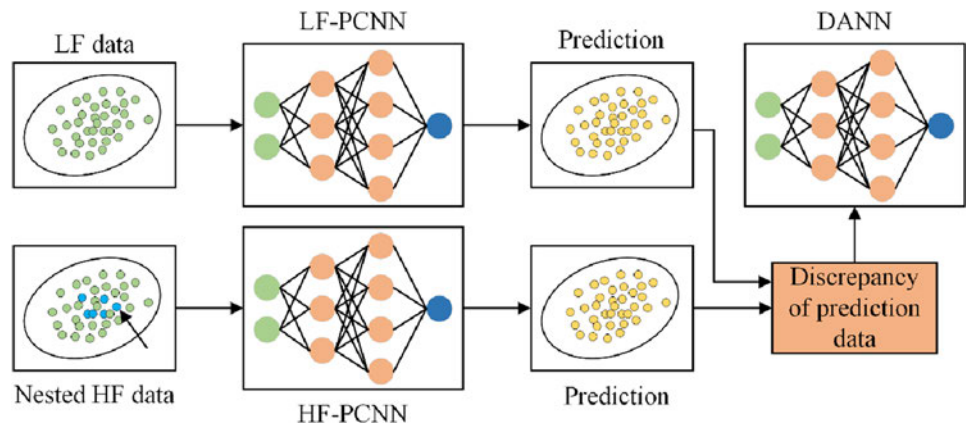 LF data
LF-PCNN
Prediction
DANN
Nested HF data
HF-PCNN
Prediction
Discrepancy
of prediction
data